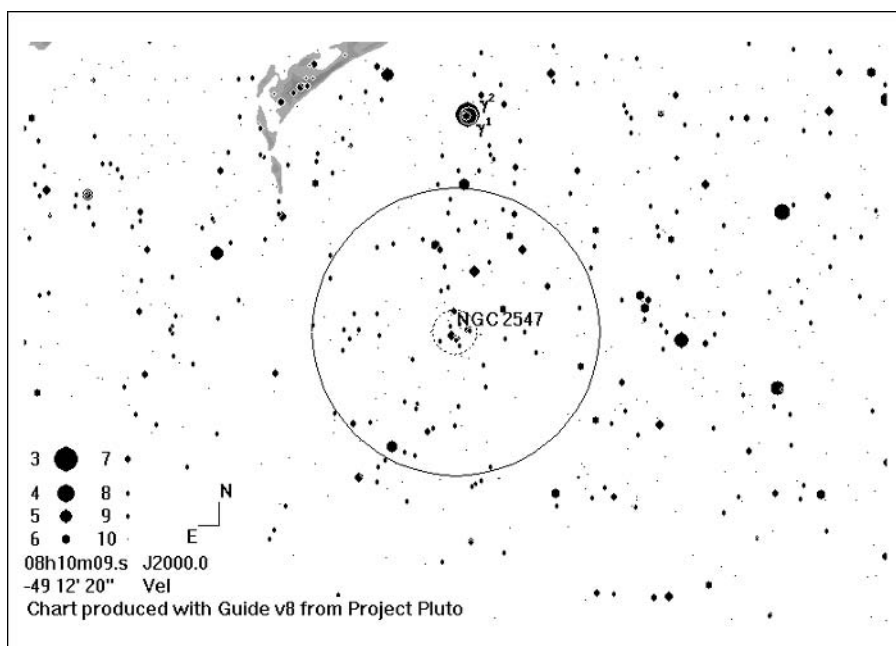 γ²
γ¹
NGC 2547
3 7
4 8
5 9
6 10
N
E
08h10m09.s J2000.0
-49 12' 20" Vel
Chart produced with Guide v8 from Project Pluto